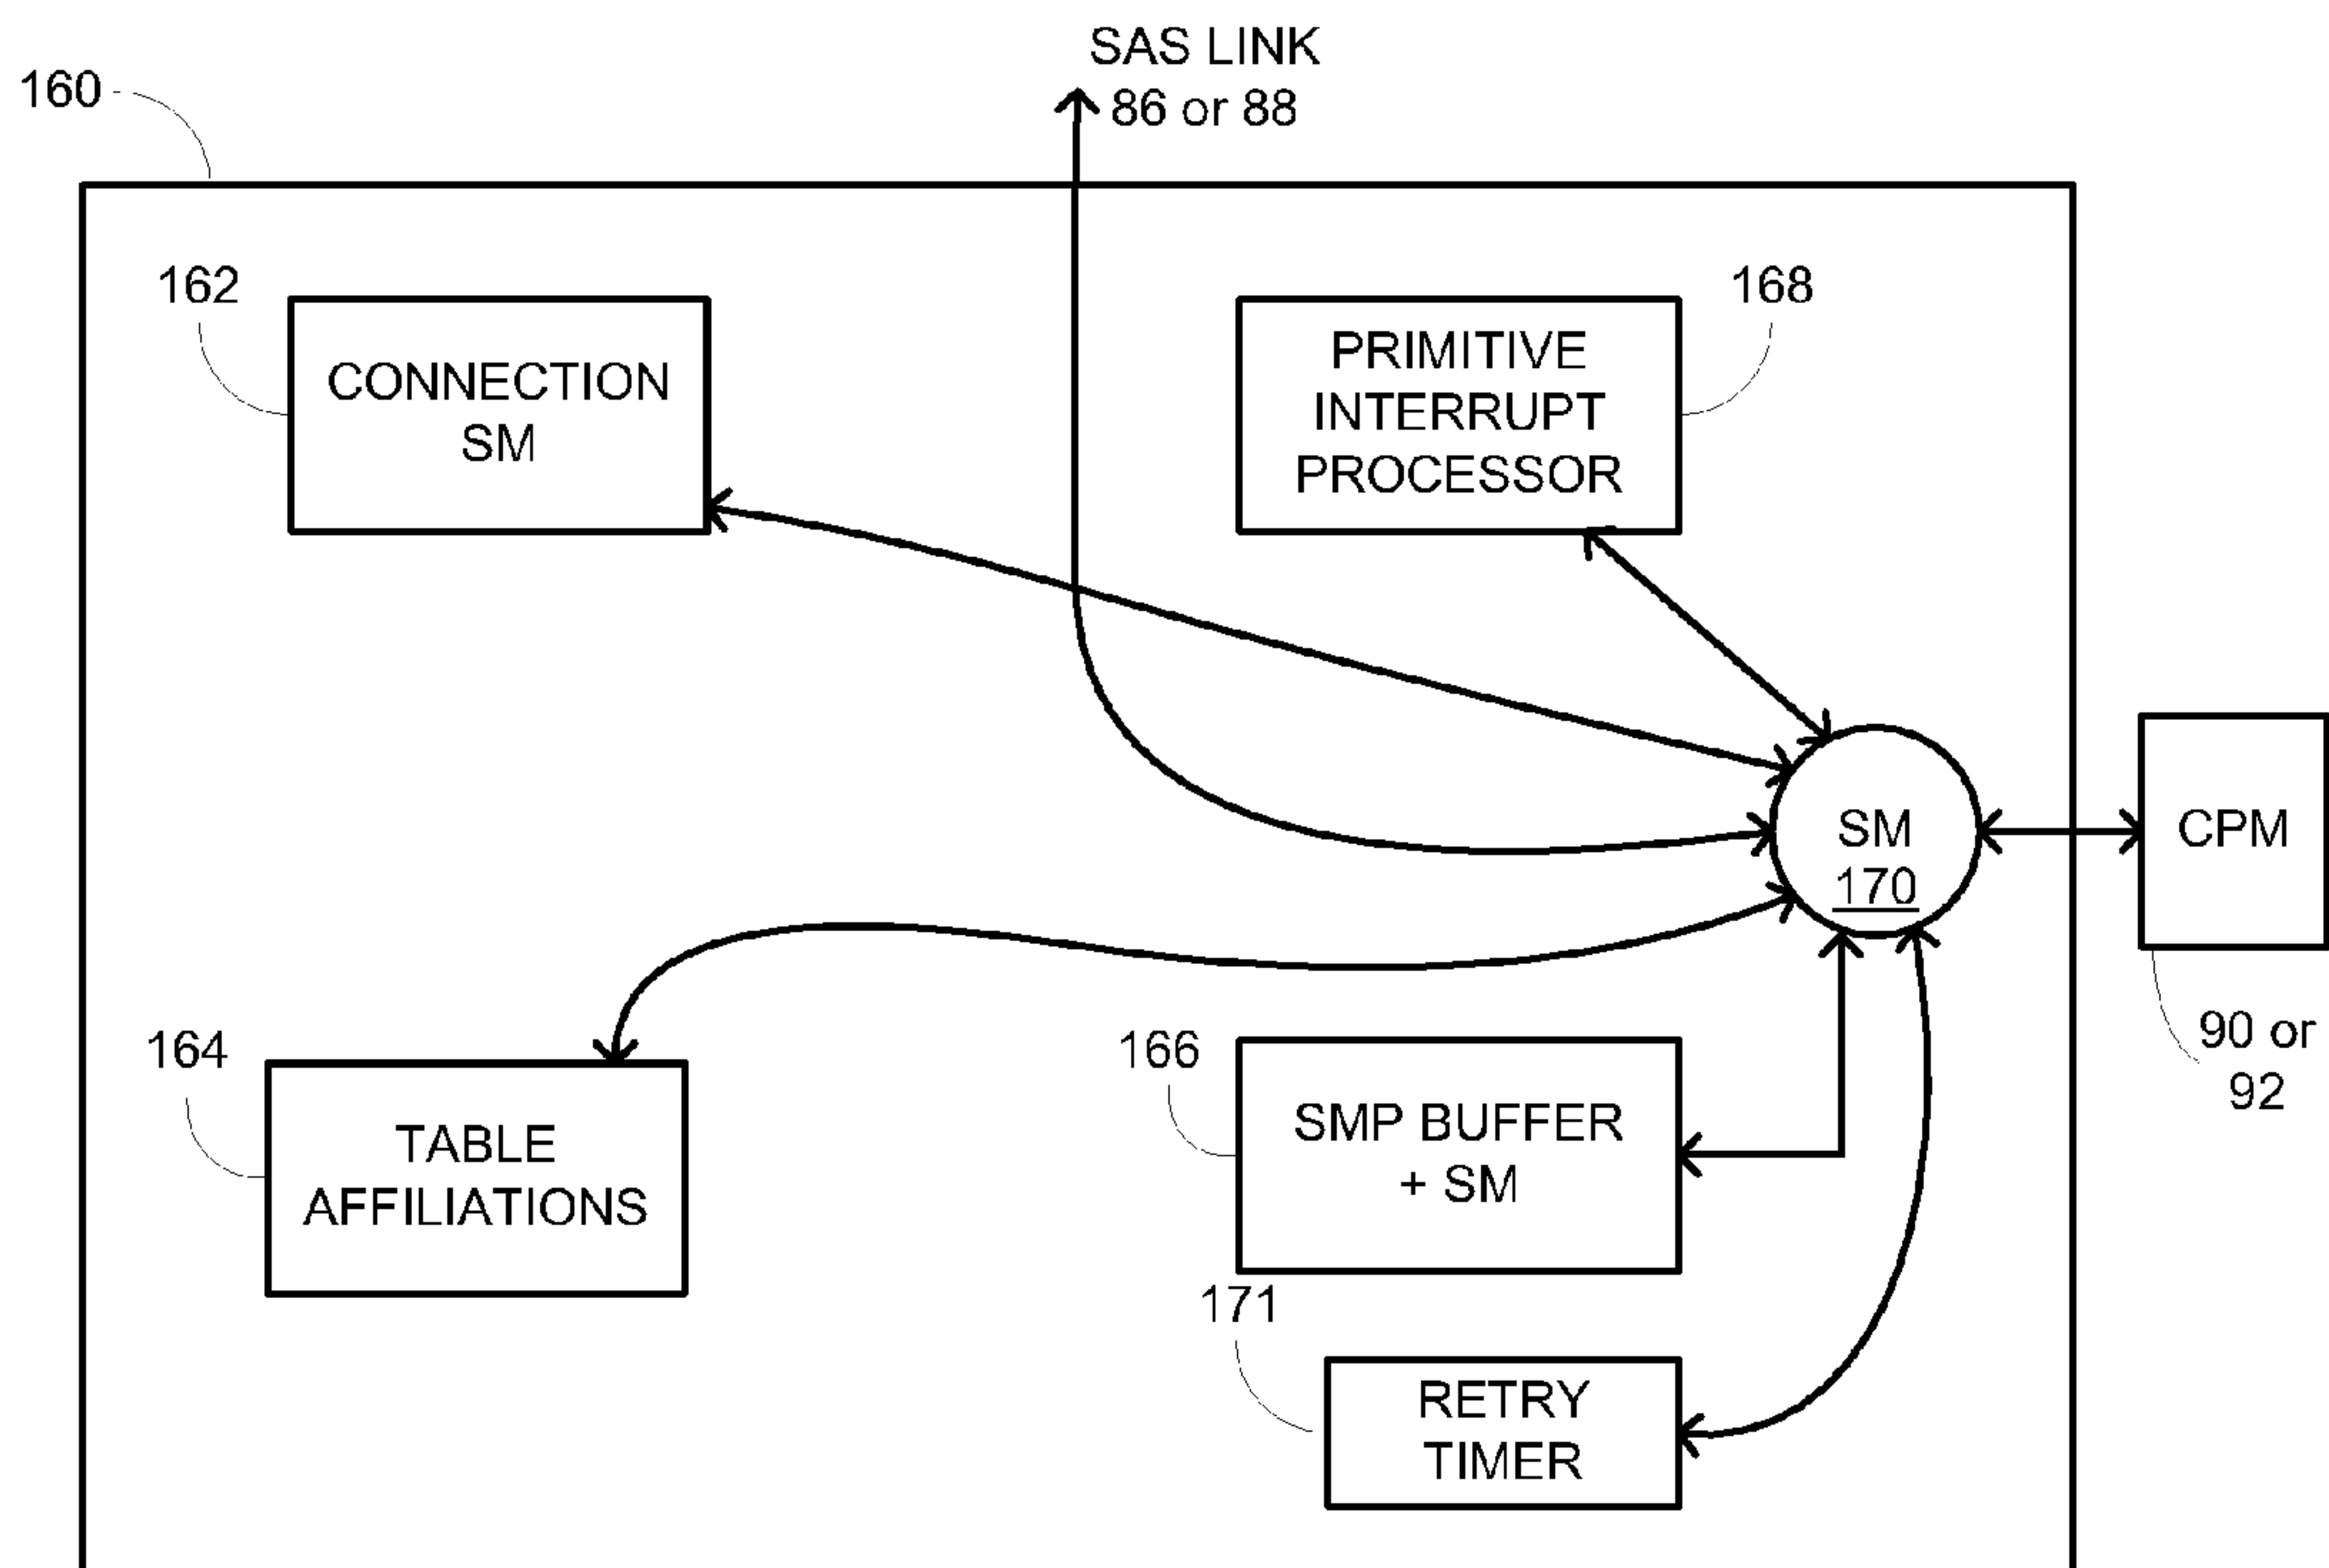 SAS LINK
86 or 88
160
162
CONNECTION
SM
168
PRIMITIVE
INTERRUPT
PROCESSOR
SM
170
CPM
90 or
92
164
TABLE
AFFILIATIONS
166
SMP BUFFER
+ SM
171
RETRY
TIMER